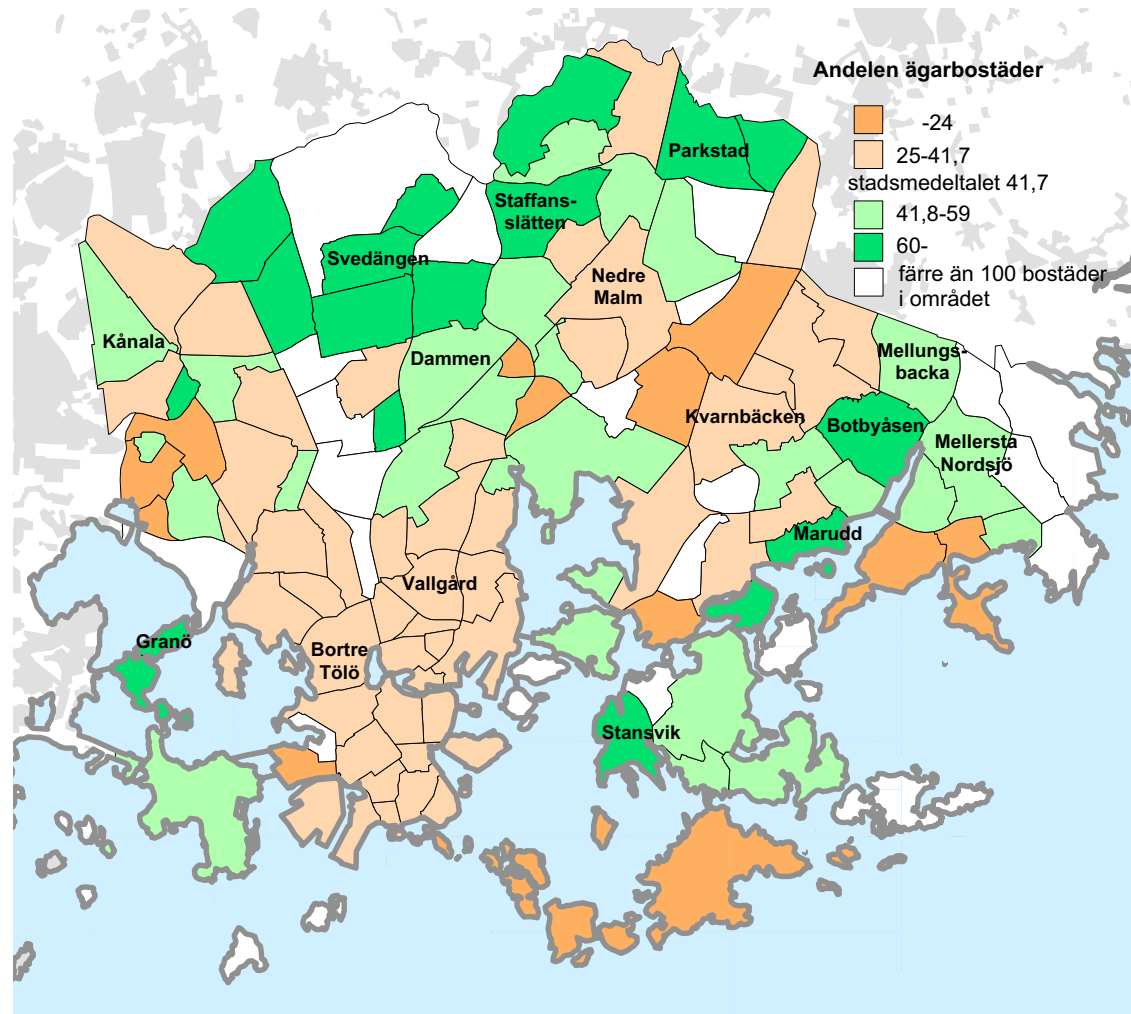 Andelen ägarbostäder
-24
25-41,7
stadsmedeltalet 41,7
41,8-59
60-
färre än 100 bostäder
i området
Parkstad
Staffans-
slätten
Svedängen
Nedre
Malm
Kånala
Dammen
Mellungs-
backa
Kvarnbäcken
Botbyåsen
Mellersta
Nordsjö
Marudd
Vallgård
Granö
Bortre
Tölö
Stansvik